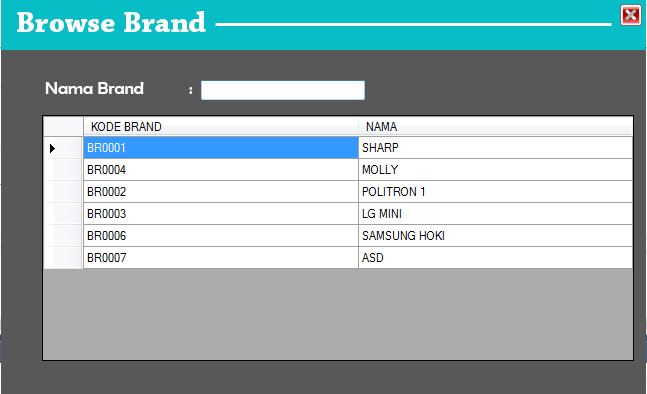 Browse Brand
Nama Brand :
KODE BRAND NAMA
BR0001 SHARP
BR0004 MOLLY
BR0002 POLITRON 1
BR0003 LG MINI
BR0006 SAMSUNG HOKI
BR0007 ASD